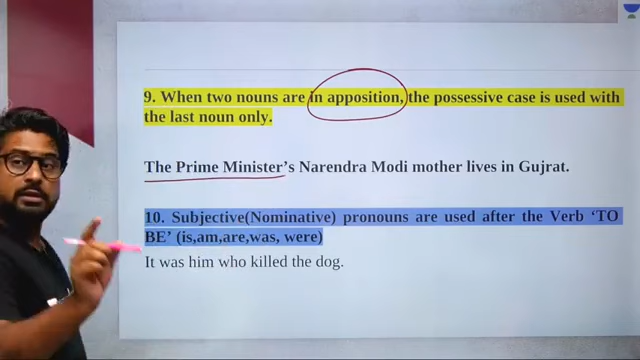 9. When two nouns are in apposition, the possessive case is used with
the last noun only.
The Prime Minister's Narendra Modi mother lives in Gujrat.
10. Subjective(Nominative) pronouns are used after the Verb ‘TO
BE’ (is,am,are,was, were)
It was him who killed the dog.